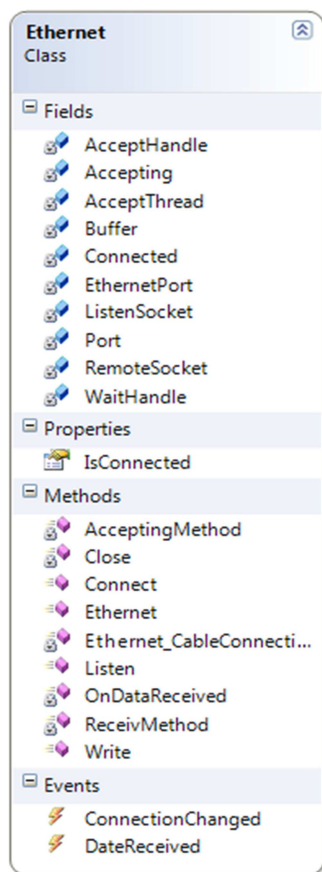 Ethernet
Class
Fields
AcceptHandle
Accepting
AcceptThread
Buffer
Connected
EthernetPort
ListenSocket
Port
RemoteSocket
WaitHandle
Properties
IsConnected
Methods
AcceptingMethod
Close
Connect
Ethernet
Ethernet_CableConnecti...
Listen
OnDataReceived
ReceivMethod
Write
Events
ConnectionChanged
DateReceived